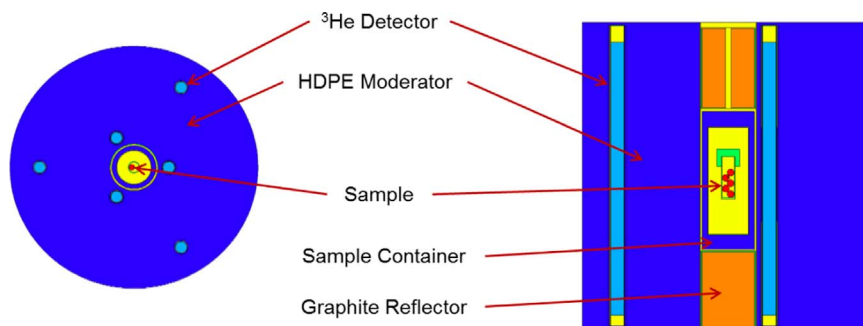 ³He Detector
HDPE Moderator
Sample
Sample Container
Graphite Reflector